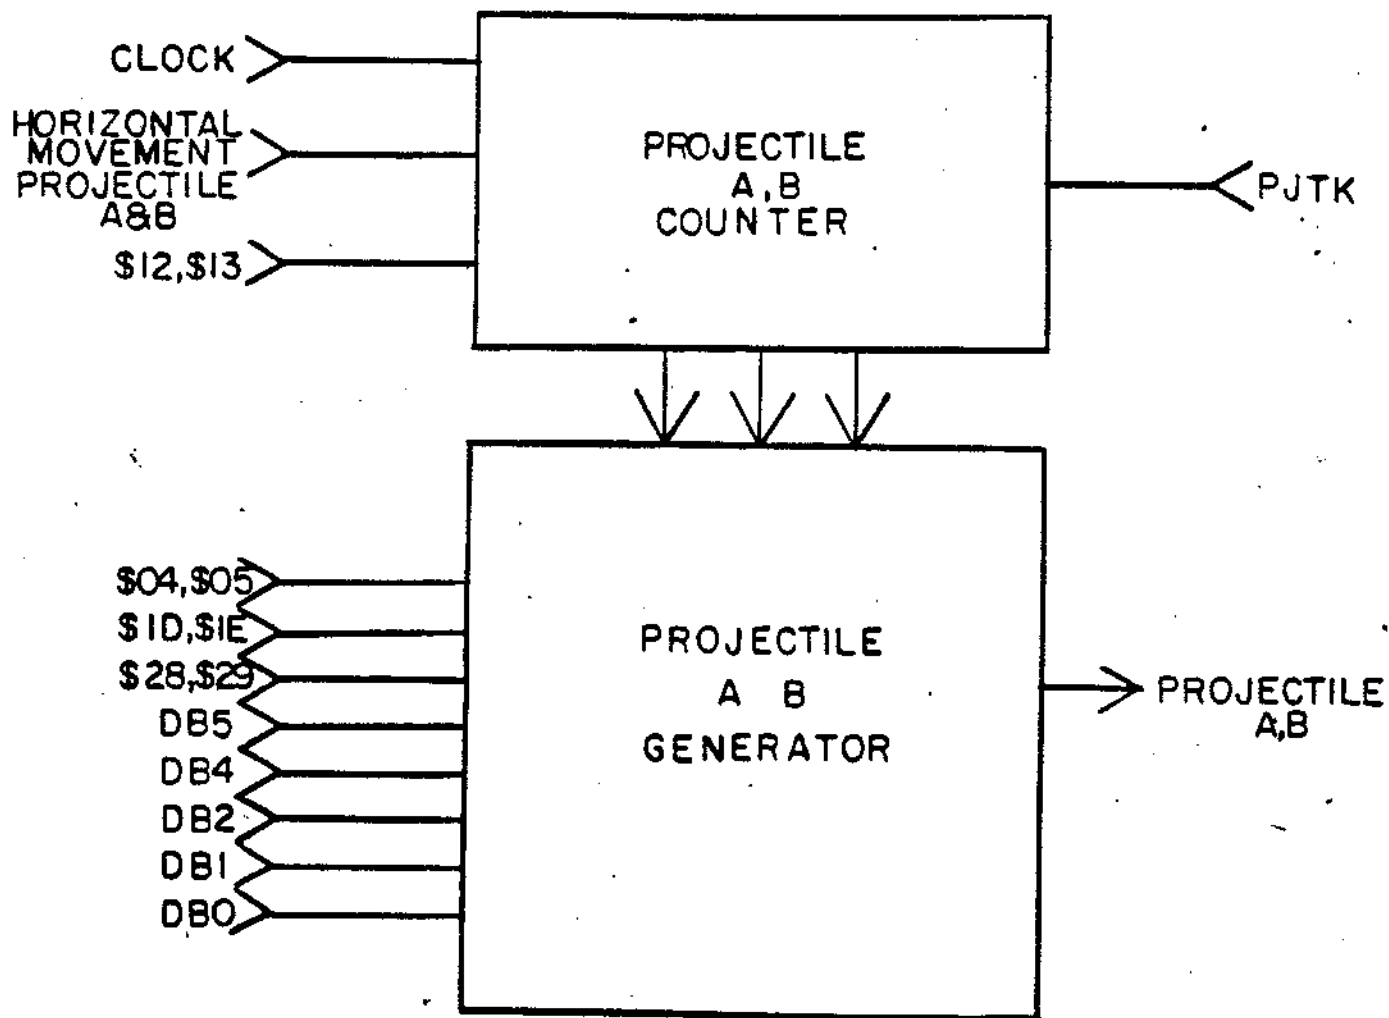 CLOCK
HORIZONTAL
MOVEMENT
PROJECTILE
A&B
$12,$13
PROJECTILE
A,B
COUNTER
PJTK
$04,$05
$1D,$1E
$28,$29
DB5
DB4
DB2
DB1
DB0
PROJECTILE
A B
GENERATOR
PROJECTILE
A,B